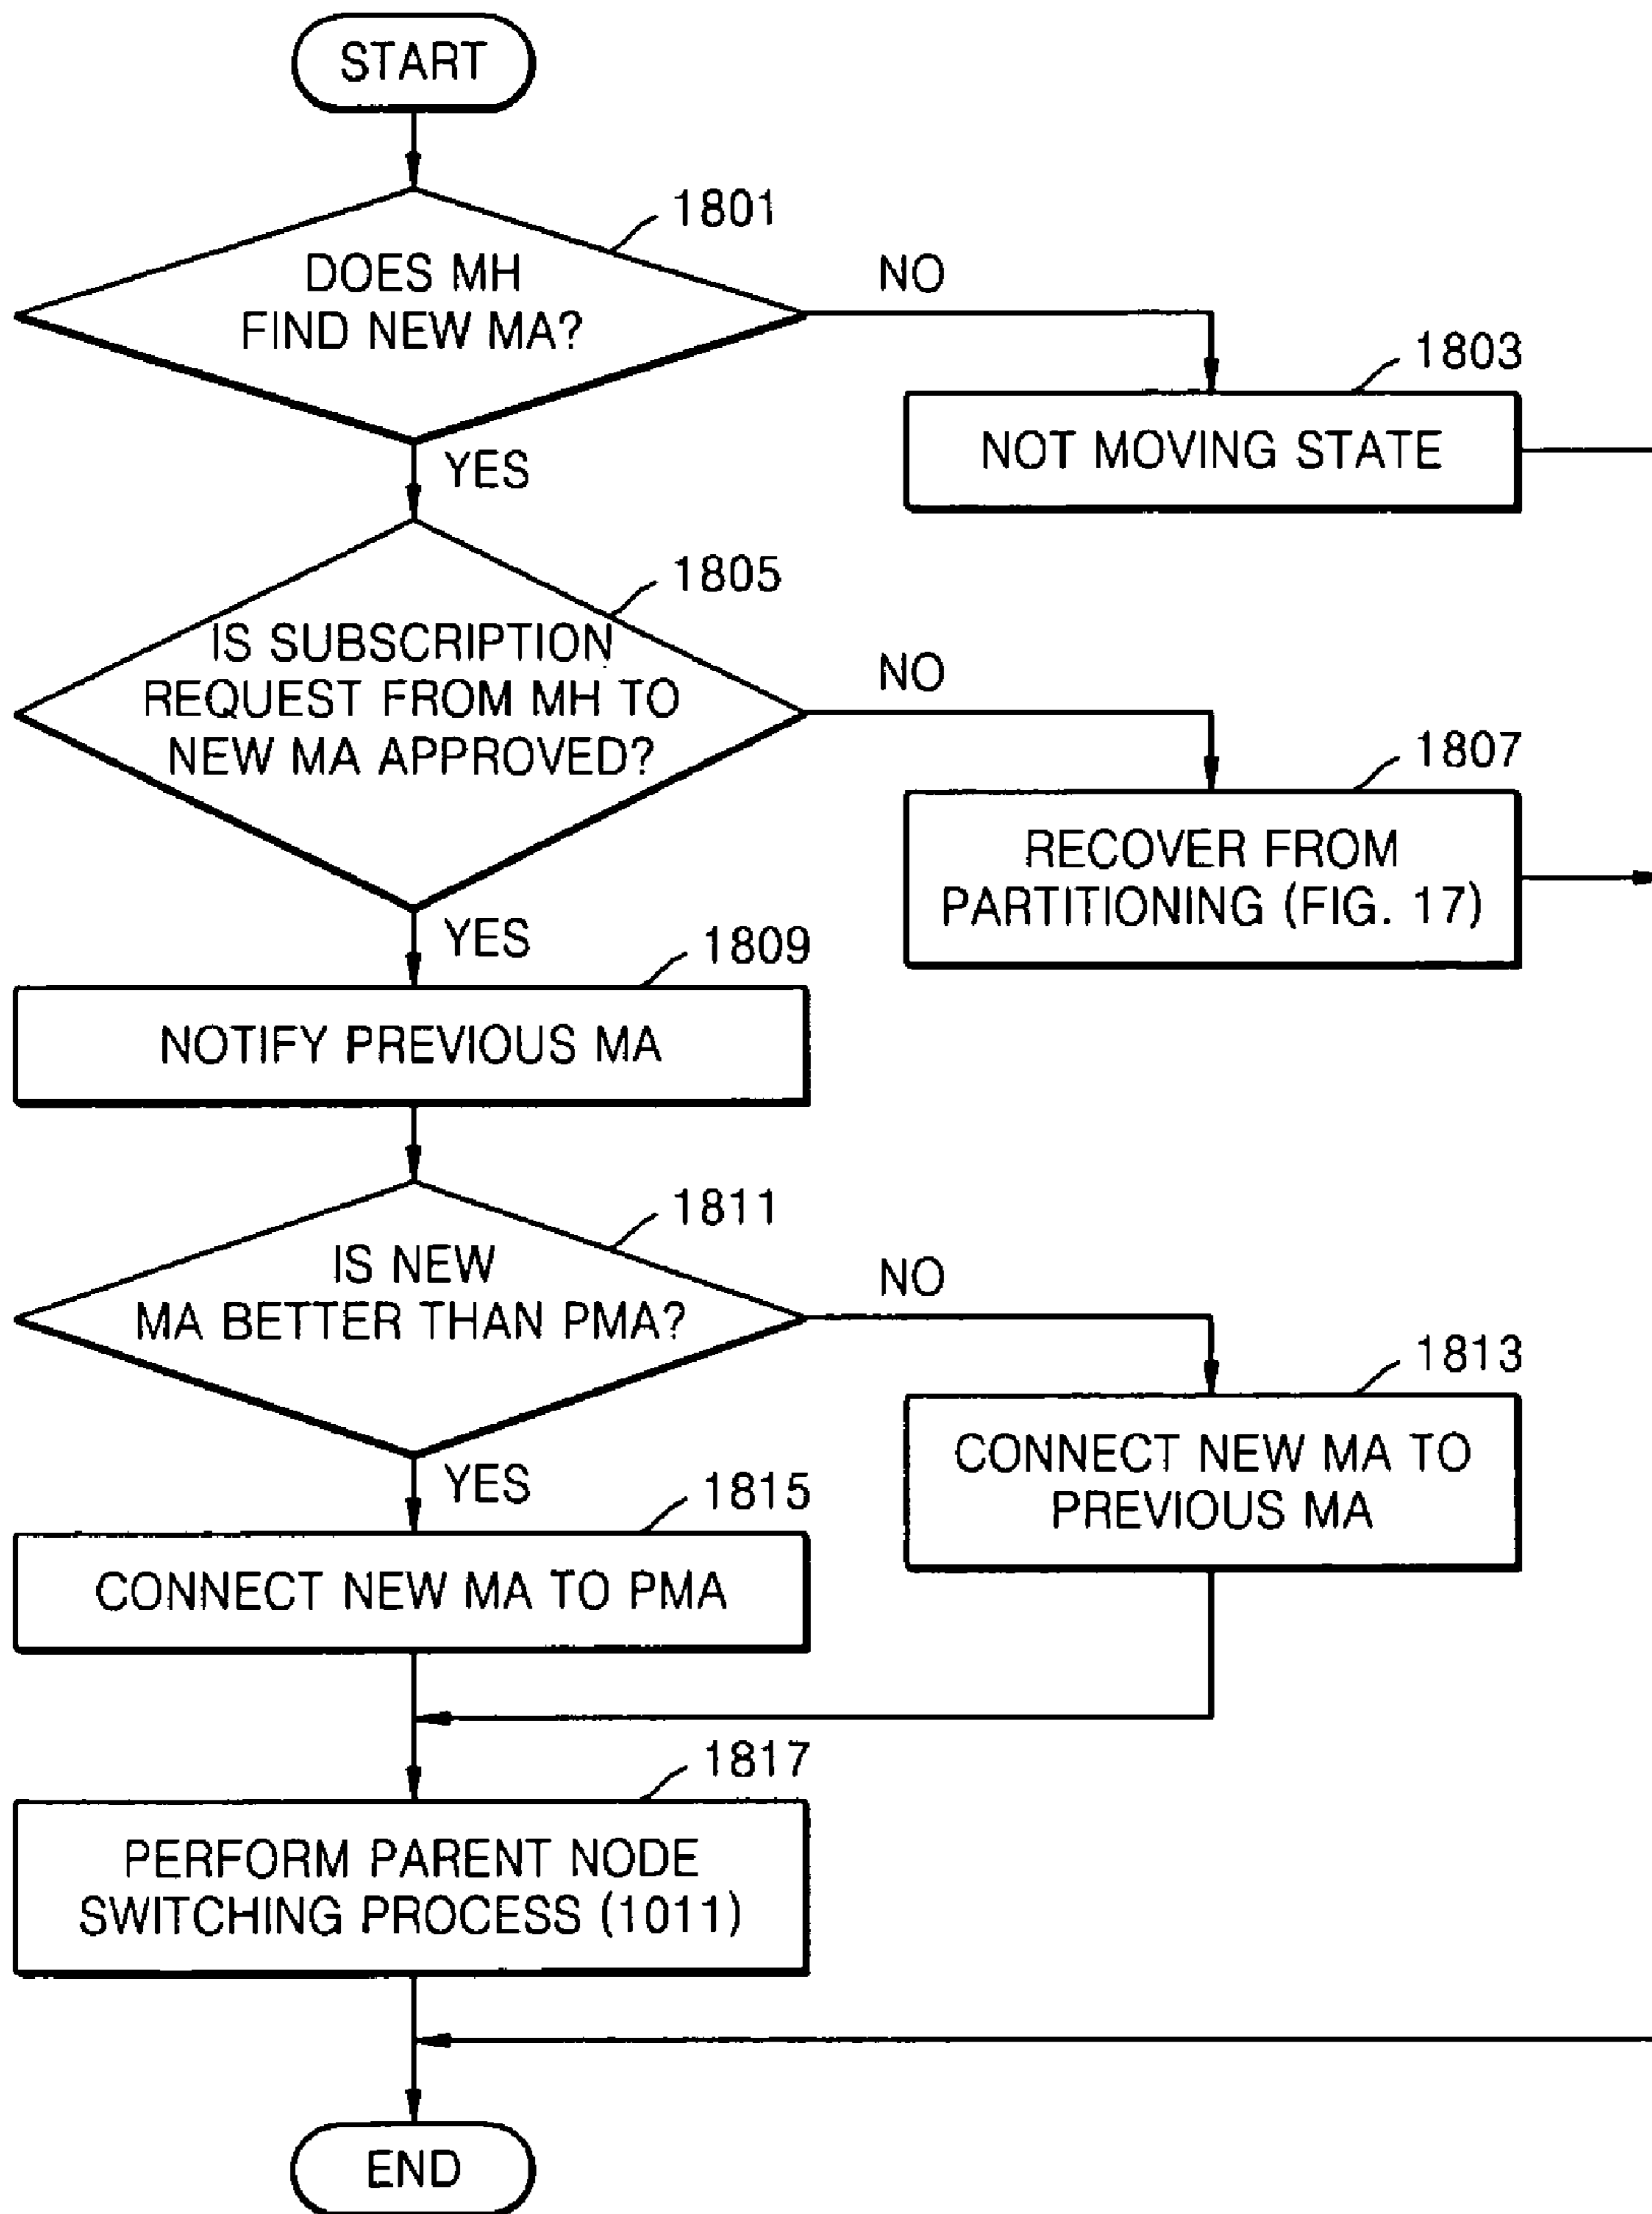 START
1801
DOES MH
FIND NEW MA?
NO
1803
NOT MOVING STATE
YES
1805
IS SUBSCRIPTION
REQUEST FROM MH TO
NEW MA APPROVED?
NO
1807
RECOVER FROM
PARTITIONING (FIG. 17)
YES
1809
NOTIFY PREVIOUS MA
1811
IS NEW
MA BETTER THAN PMA?
NO
1813
CONNECT NEW MA TO
PREVIOUS MA
YES
1815
CONNECT NEW MA TO PMA
1817
PERFORM PARENT NODE
SWITCHING PROCESS (1011)
END